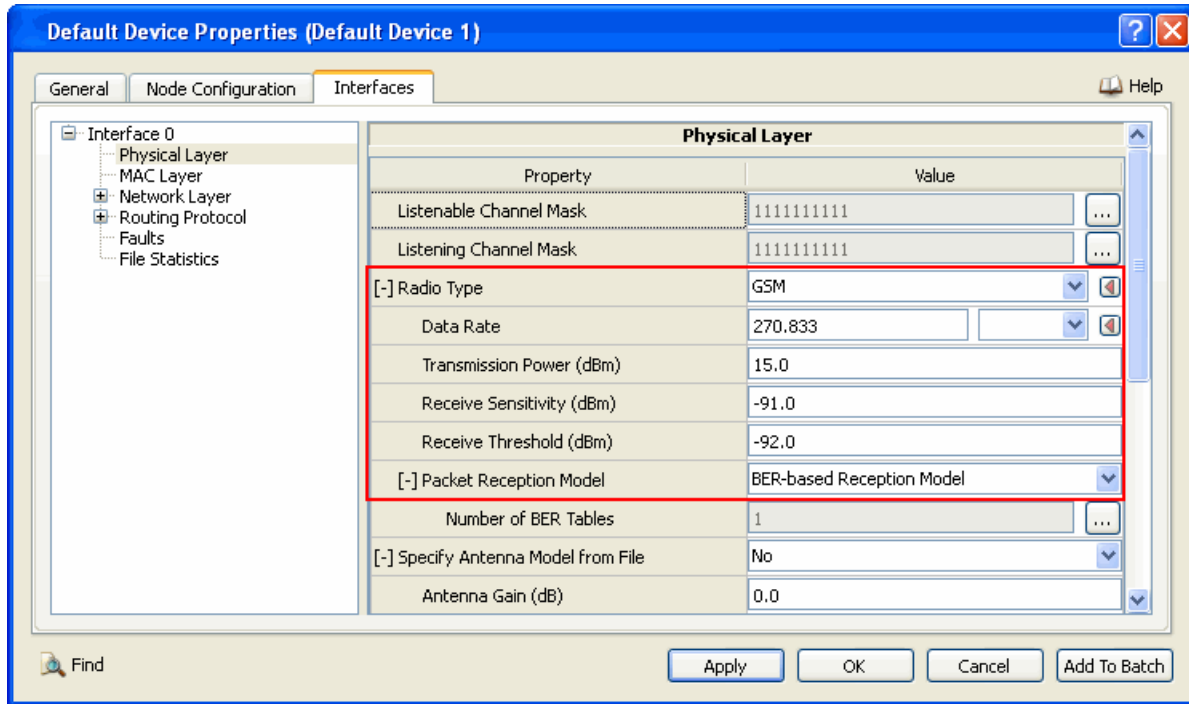 Default Device Properties (Default Device 1)
General Node Configuration Interfaces Help
Interface 0
Physical Layer
MAC Layer
Network Layer
Routing Protocol
Faults
File Statistics
Physical Layer
Property Value
Listenable Channel Mask 1111111111 ...
Listening Channel Mask 1111111111 ...
[-] Radio Type GSM
Data Rate 270.833
Transmission Power (dBm) 15.0
Receive Sensitivity (dBm) -91.0
Receive Threshold (dBm) -92.0
[-] Packet Reception Model BER-based Reception Model
Number of BER Tables 1 ...
[-] Specify Antenna Model from File No
Antenna Gain (dB) 0.0
Find Apply OK Cancel Add To Batch